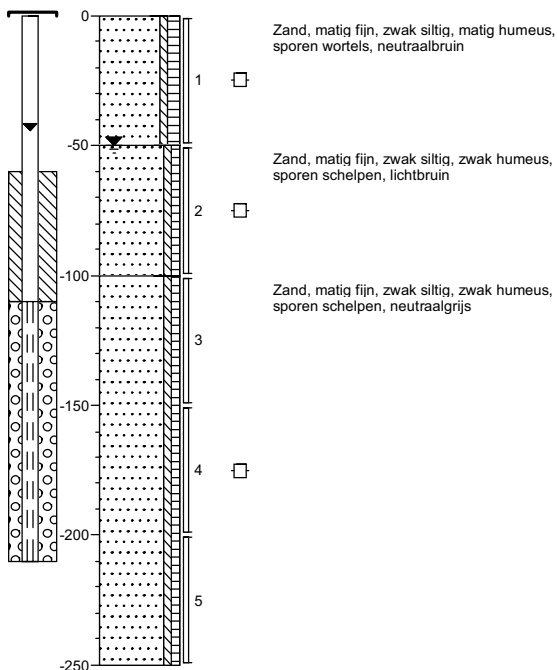 0
Zand, matig fijn, zwak siltig, matig humeus,
sporen wortels, neutraalbruin
1
-50
Zand, matig fijn, zwak siltig, zwak humeus,
sporen schelpen, lichtbruin
2
-100
Zand, matig fijn, zwak siltig, zwak humeus,
sporen schelpen, neutraalgrijs
3
-150
4
-200
5
-250